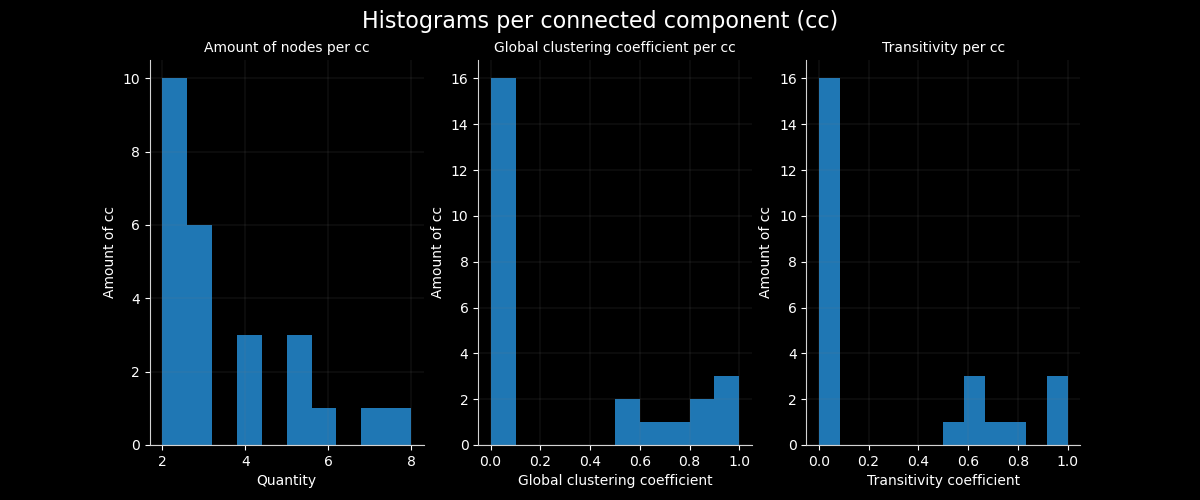 Histograms per connected component (cc)
Amount of nodes per cc
Global clustering coefficient per cc
Transitivity per cc
Amount of cc
10
8
6
4
2
0
2 4 6 8
Quantity
Amount of cc
16
14
12
10
8
6
4
2
0
0.0 0.2 0.4 0.6 0.8 1.0
Global clustering coefficient
Amount of cc
16
14
12
10
8
6
4
2
0
0.0 0.2 0.4 0.6 0.8 1.0
Transitivity coefficient